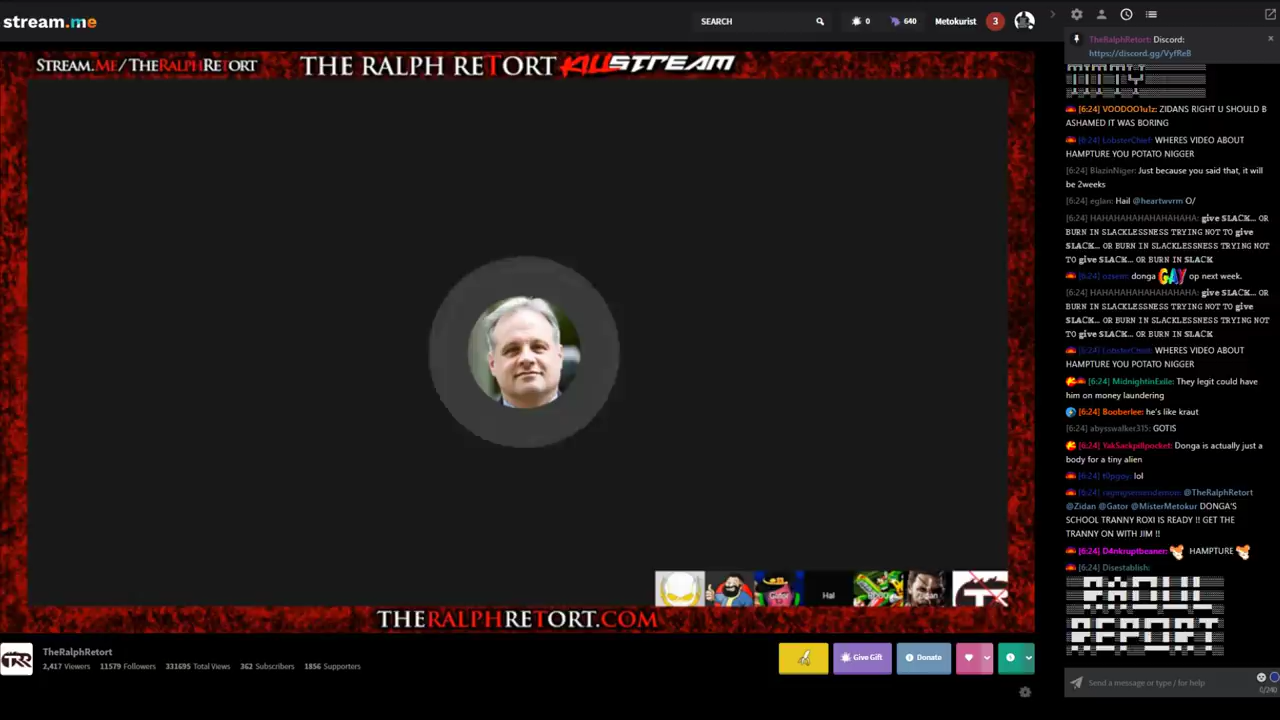 stream.me
SEARCH
0
640
Metokurist
3
STREAM.ME/THERALPHRETORT
THE RALPH RETORT KILLSTREAM
Gator
Hal
Zidan
THERALPHRETORT.COM
TheRalphRetort
2,417 Viewers 11579 Followers 331695 Total Views 362 Subscribers 1856 Supporters
Give Gift
Donate
TheRalphRetort: Discord:
https://discord.gg/VyfReB
[6:24] VOODOO1u1z: ZIDANS RIGHT U SHOULD B
ASHAMED IT WAS BORING
[6:24] LobsterChief: WHERES VIDEO ABOUT
HAMPTURE YOU POTATO NIGGER
[6:24] BlazinNiger: Just because you said that, it will
be 2weeks
[6:24] eglan: Hail @heartwvrm O/
[6:24] HAHAHAHAHAHAHAHA: give SLACK... OR
BURN IN SLACKLESSNESS TRYING NOT TO give
SLACK... OR BURN IN SLACKLESSNESS TRYING NOT
TO give SLACK... OR BURN IN SLACK
[6:24] donga GAY op next week.
[6:24] HAHAHAHAHAHAHAHA: give SLACK... OR
BURN IN SLACKLESSNESS TRYING NOT TO give
SLACK... OR BURN IN SLACKLESSNESS TRYING NOT
TO give SLACK... OR BURN IN SLACK
[6:24] LobsterChief: WHERES VIDEO ABOUT
HAMPTURE YOU POTATO NIGGER
[6:24] MidnightinExile: They legit could have
him on money laundering
[6:24] Booberlee: he's like kraut
[6:24] abysswalker315: GOTIS
[6:24] YakSackpillpocket: Donga is actually just a
body for a tiny alien
[6:24] t0pgoy: lol
[6:24] @TheRalphRetort
@Zidan @Gator @MisterMetokur DONGA'S
SCHOOL TRANNY ROXI IS READY !! GET THE
TRANNY ON WITH JIM !!
[6:24] D4nkruptbeaner: HAMPTURE
[6:24] Disestablish:
Send a message or type / for help
0/240